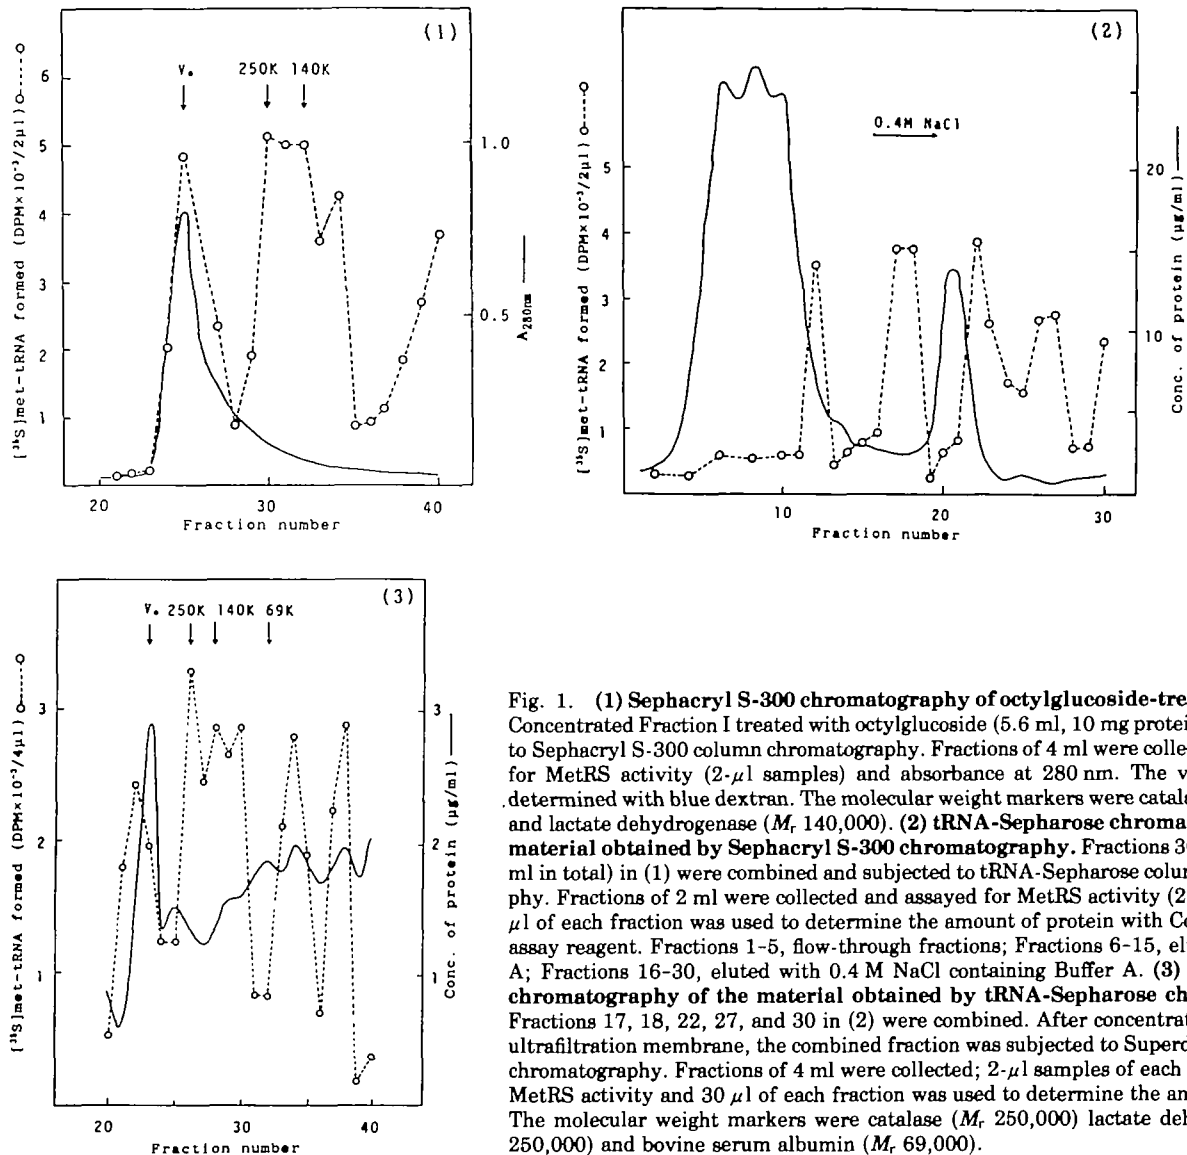 (1)
[³⁵S]met-tRNA formed (DPM×10⁻³/2μl) o-----o
6
5
4
3
2
1
V₀ 250K 140K
1.0
0.5
A₂₈₀nm ——
20 30 40
Fraction number
(2)
[³⁵S]met-tRNA formed (DPM×10⁻³/2μl) o-----o
5
4
3
2
1
0.4M NaCl
20
10
Conc. of protein (μg/ml) ——
10 20 30
Fraction number
(3)
[³⁵S]met-tRNA formed (DPM×10⁻³/4μl) o-----o
3
2
1
V₀ 250K 140K 69K
3
2
1
Conc. of protein (μg/ml) ——
20 30 40
Fraction number
Fig. 1. (1) Sephacryl S-300 chromatography of octylglucoside-tre
Concentrated Fraction I treated with octylglucoside (5.6 ml, 10 mg protein
to Sephacryl S-300 column chromatography. Fractions of 4 ml were colle
for MetRS activity (2-μl samples) and absorbance at 280 nm. The v
determined with blue dextran. The molecular weight markers were catala
and lactate dehydrogenase (Mr 140,000). (2) tRNA-Sepharose chroma
material obtained by Sephacryl S-300 chromatography. Fractions 3
ml in total) in (1) were combined and subjected to tRNA-Sepharose colum
phy. Fractions of 2 ml were collected and assayed for MetRS activity (2
μl of each fraction was used to determine the amount of protein with Co
assay reagent. Fractions 1-5, flow-through fractions; Fractions 6-15, el
A; Fractions 16-30, eluted with 0.4 M NaCl containing Buffer A. (3)
chromatography of the material obtained by tRNA-Sepharose ch
Fractions 17, 18, 22, 27, and 30 in (2) were combined. After concentrat
ultrafiltration membrane, the combined fraction was subjected to Superd
chromatography. Fractions of 4 ml were collected; 2-μl samples of each
MetRS activity and 30 μl of each fraction was used to determine the am
The molecular weight markers were catalase (Mr 250,000) lactate deh
250,000) and bovine serum albumin (Mr 69,000).